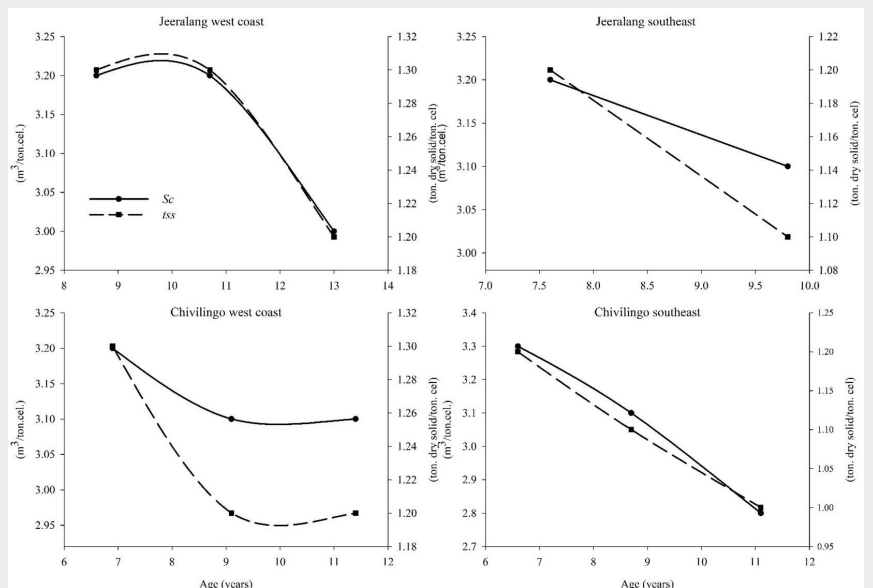 Jeeralang west coast
3.25
3.20
3.15
3.10
3.05
3.00
2.95
(m3/ton.cel.)
1.32
1.30
1.28
1.26
1.24
1.22
1.20
1.18
(ton. dry solid/ton. cel)
Sc
tss
8 9 10 11 12 13 14
Jeeralang southeast
3.25
3.20
3.15
3.10
3.05
3.00
(m3/ton.cel.)
1.22
1.20
1.18
1.16
1.14
1.12
1.10
1.08
(ton. dry solid/ton. cel)
7.0 7.5 8.0 8.5 9.0 9.5 10.0
Chivilingo west coast
3.25
3.20
3.15
3.10
3.05
3.00
2.95
(m3/ton.cel.)
1.32
1.30
1.28
1.26
1.24
1.22
1.20
1.18
(ton. dry solid/ton. cel)
6 7 8 9 10 11 12
Age (years)
Chivilingo southeast
3.4
3.3
3.2
3.1
3.0
2.9
2.8
2.7
(m3/ton.cel.)
1.25
1.20
1.15
1.10
1.05
1.00
0.95
(ton. dry solid/ton. cel)
6 7 8 9 10 11 12
Age (years)